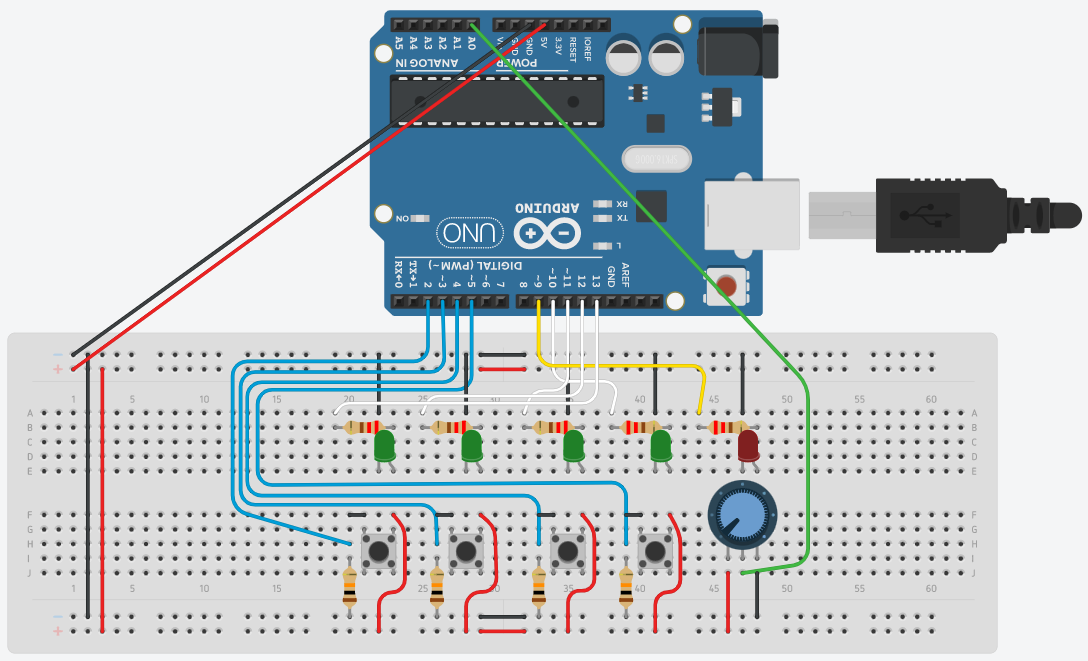 A5 A4 A3 A2 A1 A0 GND GND 5V 3.3V RESET IOREF
ANALOG IN POWER
RX
TX
ON
UNO
ARDUINO
L
DIGITAL (PWM ~)
RX←0 TX→1 2 ~3 4 ~5 ~6 7 8 ~9 ~10 ~11 12 13 GND AREF
−
+
1 5 10 15 20 25 30 35 40 45 50 55 60
A A
B B
C C
D D
E E
F F
G G
H H
I I
J J
1 5 10 15 25 35 40 45 50 55 60
−
+